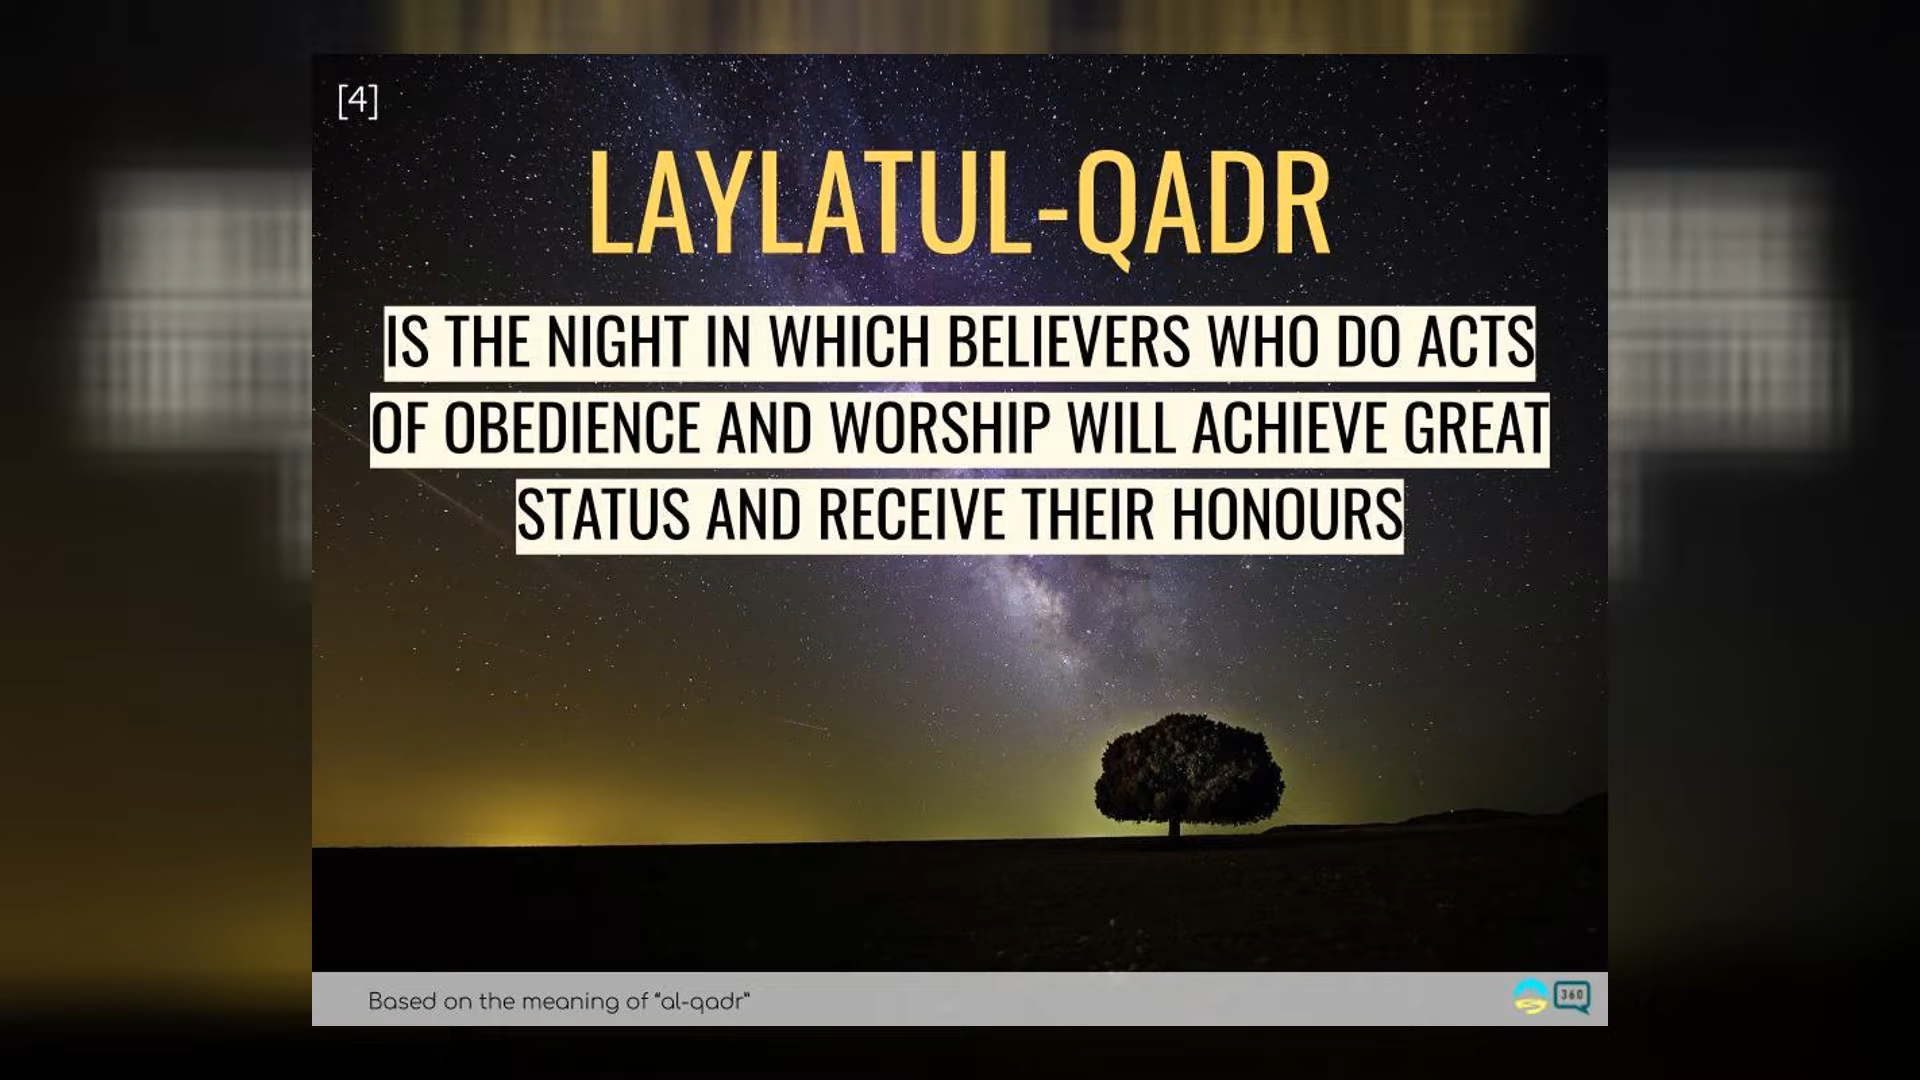 [4]
LAYLATUL-QADR
IS THE NIGHT IN WHICH BELIEVERS WHO DO ACTS
OF OBEDIENCE AND WORSHIP WILL ACHIEVE GREAT
STATUS AND RECEIVE THEIR HONOURS
Based on the meaning of “al-qadr”
360